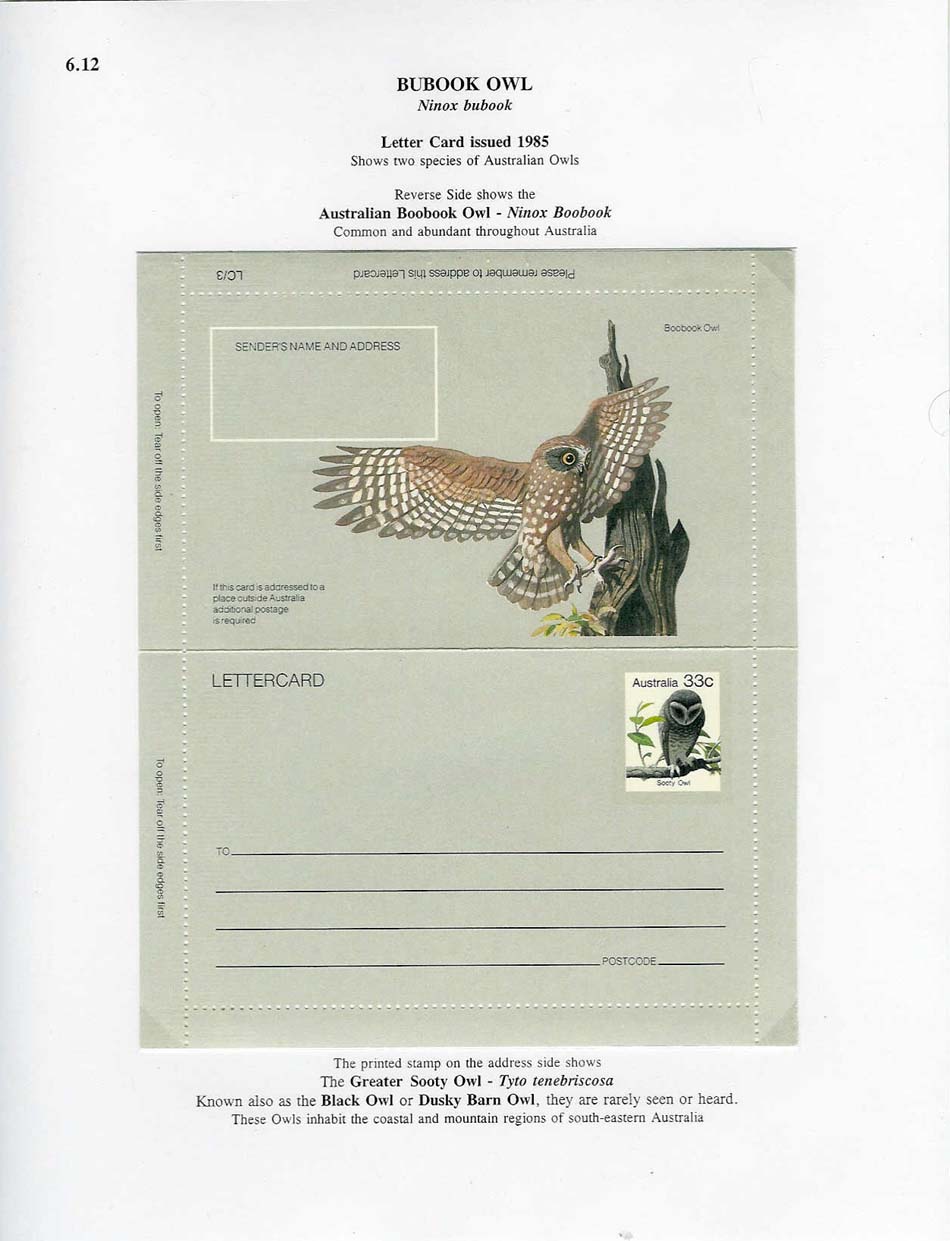 6.12
BUBOOK OWL
Ninox bubook
Letter Card issued 1985
Shows two species of Australian Owls
Reverse Side shows the
Australian Boobook Owl - Ninox Boobook
Common and abundant throughout Australia
LC/3
Please remember to address this Lettercard
Boobook Owl
SENDER'S NAME AND ADDRESS
To open: Tear off the side edges first
If this card is addressed to a
place outside Australia
additional postage
is required
LETTERCARD
Australia 33c
Sooty Owl
To open: Tear off the side edges first
TO
POSTCODE
The printed stamp on the address side shows
The Greater Sooty Owl - Tyto tenebriscosa
Known also as the Black Owl or Dusky Barn Owl, they are rarely seen or heard.
These Owls inhabit the coastal and mountain regions of south-eastern Australia